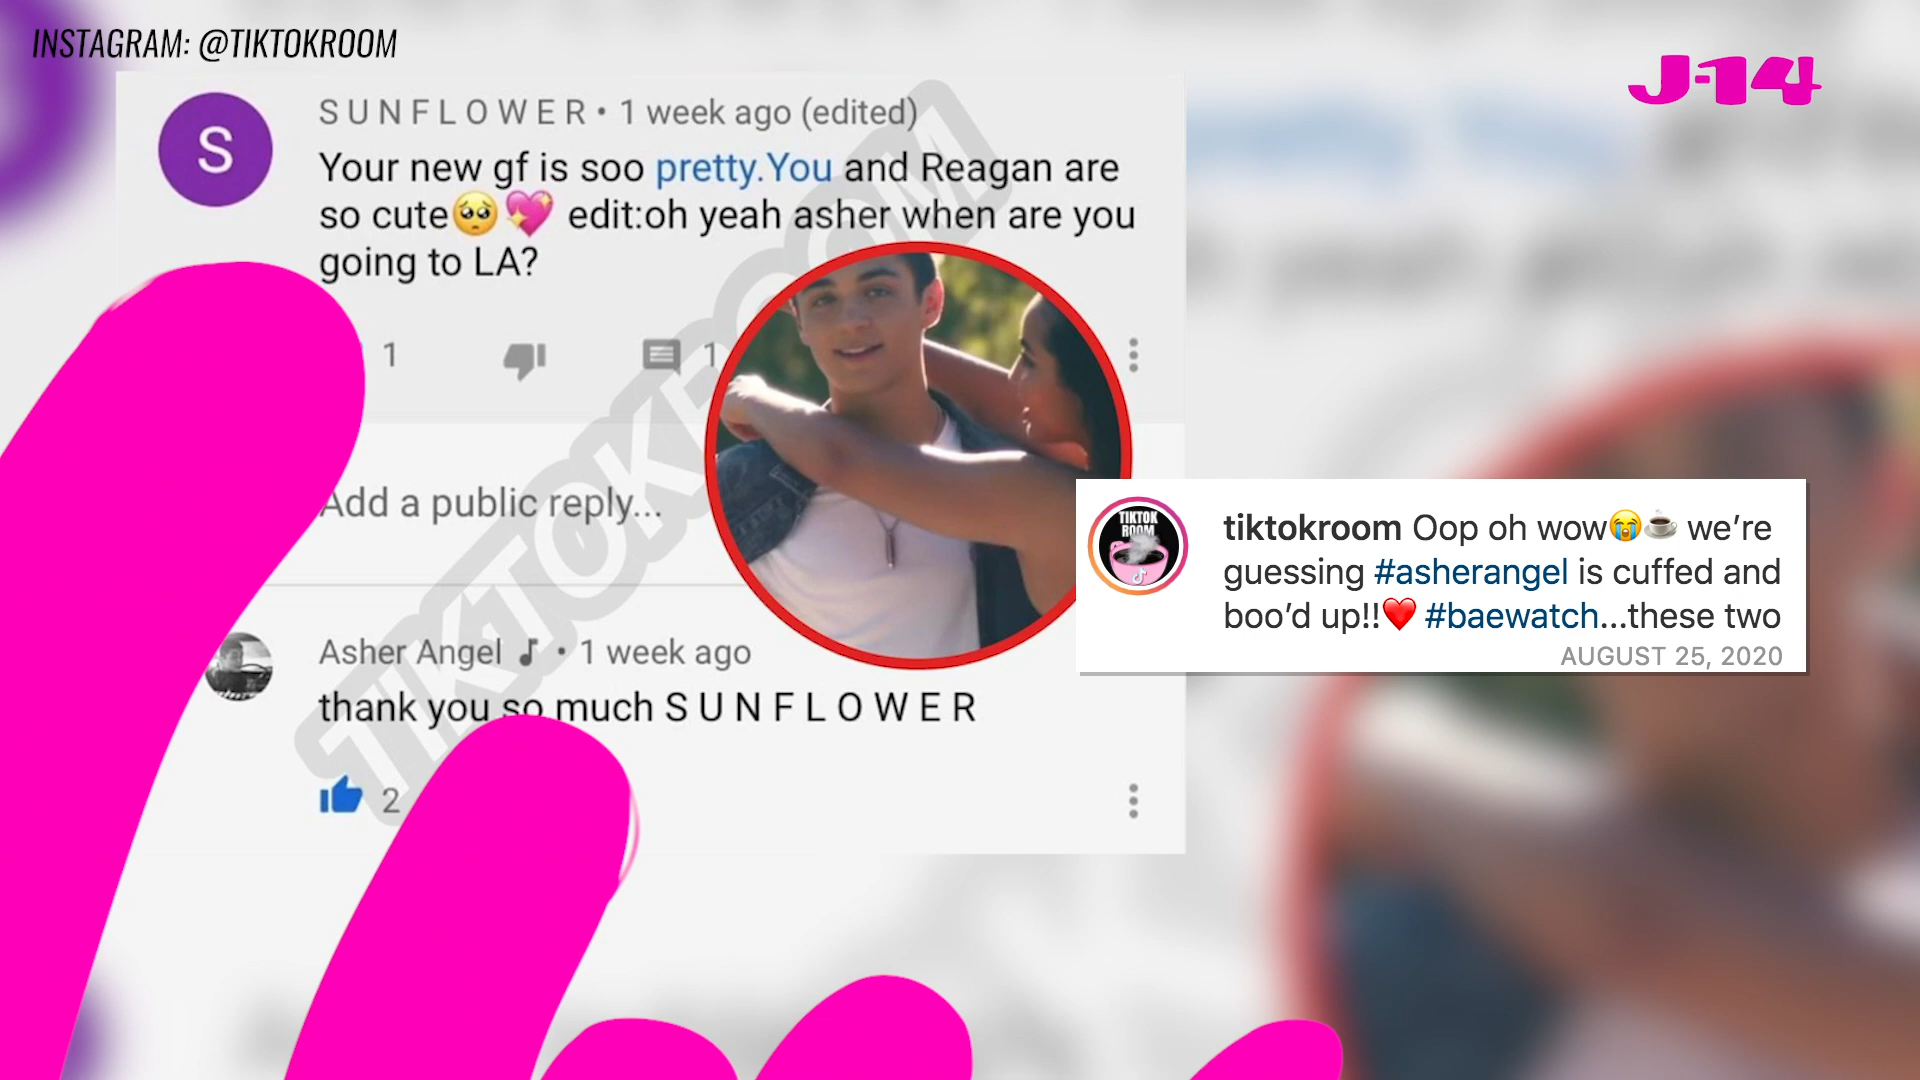 INSTAGRAM: @TIKTOKROOM
J-14
S U N F L O W E R • 1 week ago (edited)
Your new gf is soo pretty.You and Reagan are
so cute🥺💖 edit:oh yeah asher when are you
going to LA?
1
1
Add a public reply...
TIKTOKROOM
Asher Angel 🎵 • 1 week ago
thank you so much S U N F L O W E R
2
S
TIKTOK
ROOM
tiktokroom Oop oh wow😭☕ we’re
guessing #asherangel is cuffed and
boo’d up!!❤️ #baewatch...these two
AUGUST 25, 2020